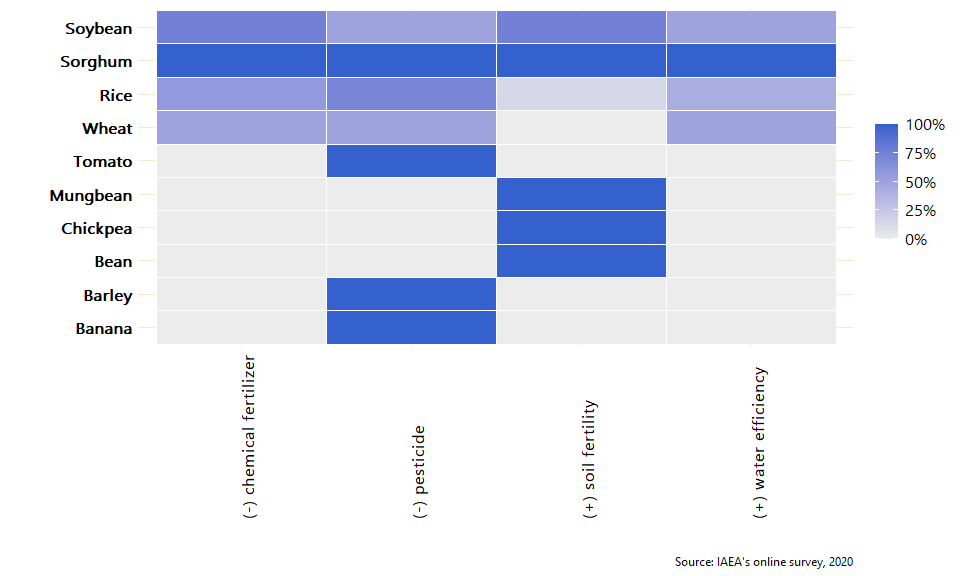 Soybean
Sorghum
Rice
Wheat
Tomato
Mungbean
Chickpea
Bean
Barley
Banana
(-) chemical fertilizer
(-) pesticide
(+) soil fertility
(+) water efficiency
100%
75%
50%
25%
0%
Source: IAEA's online survey, 2020